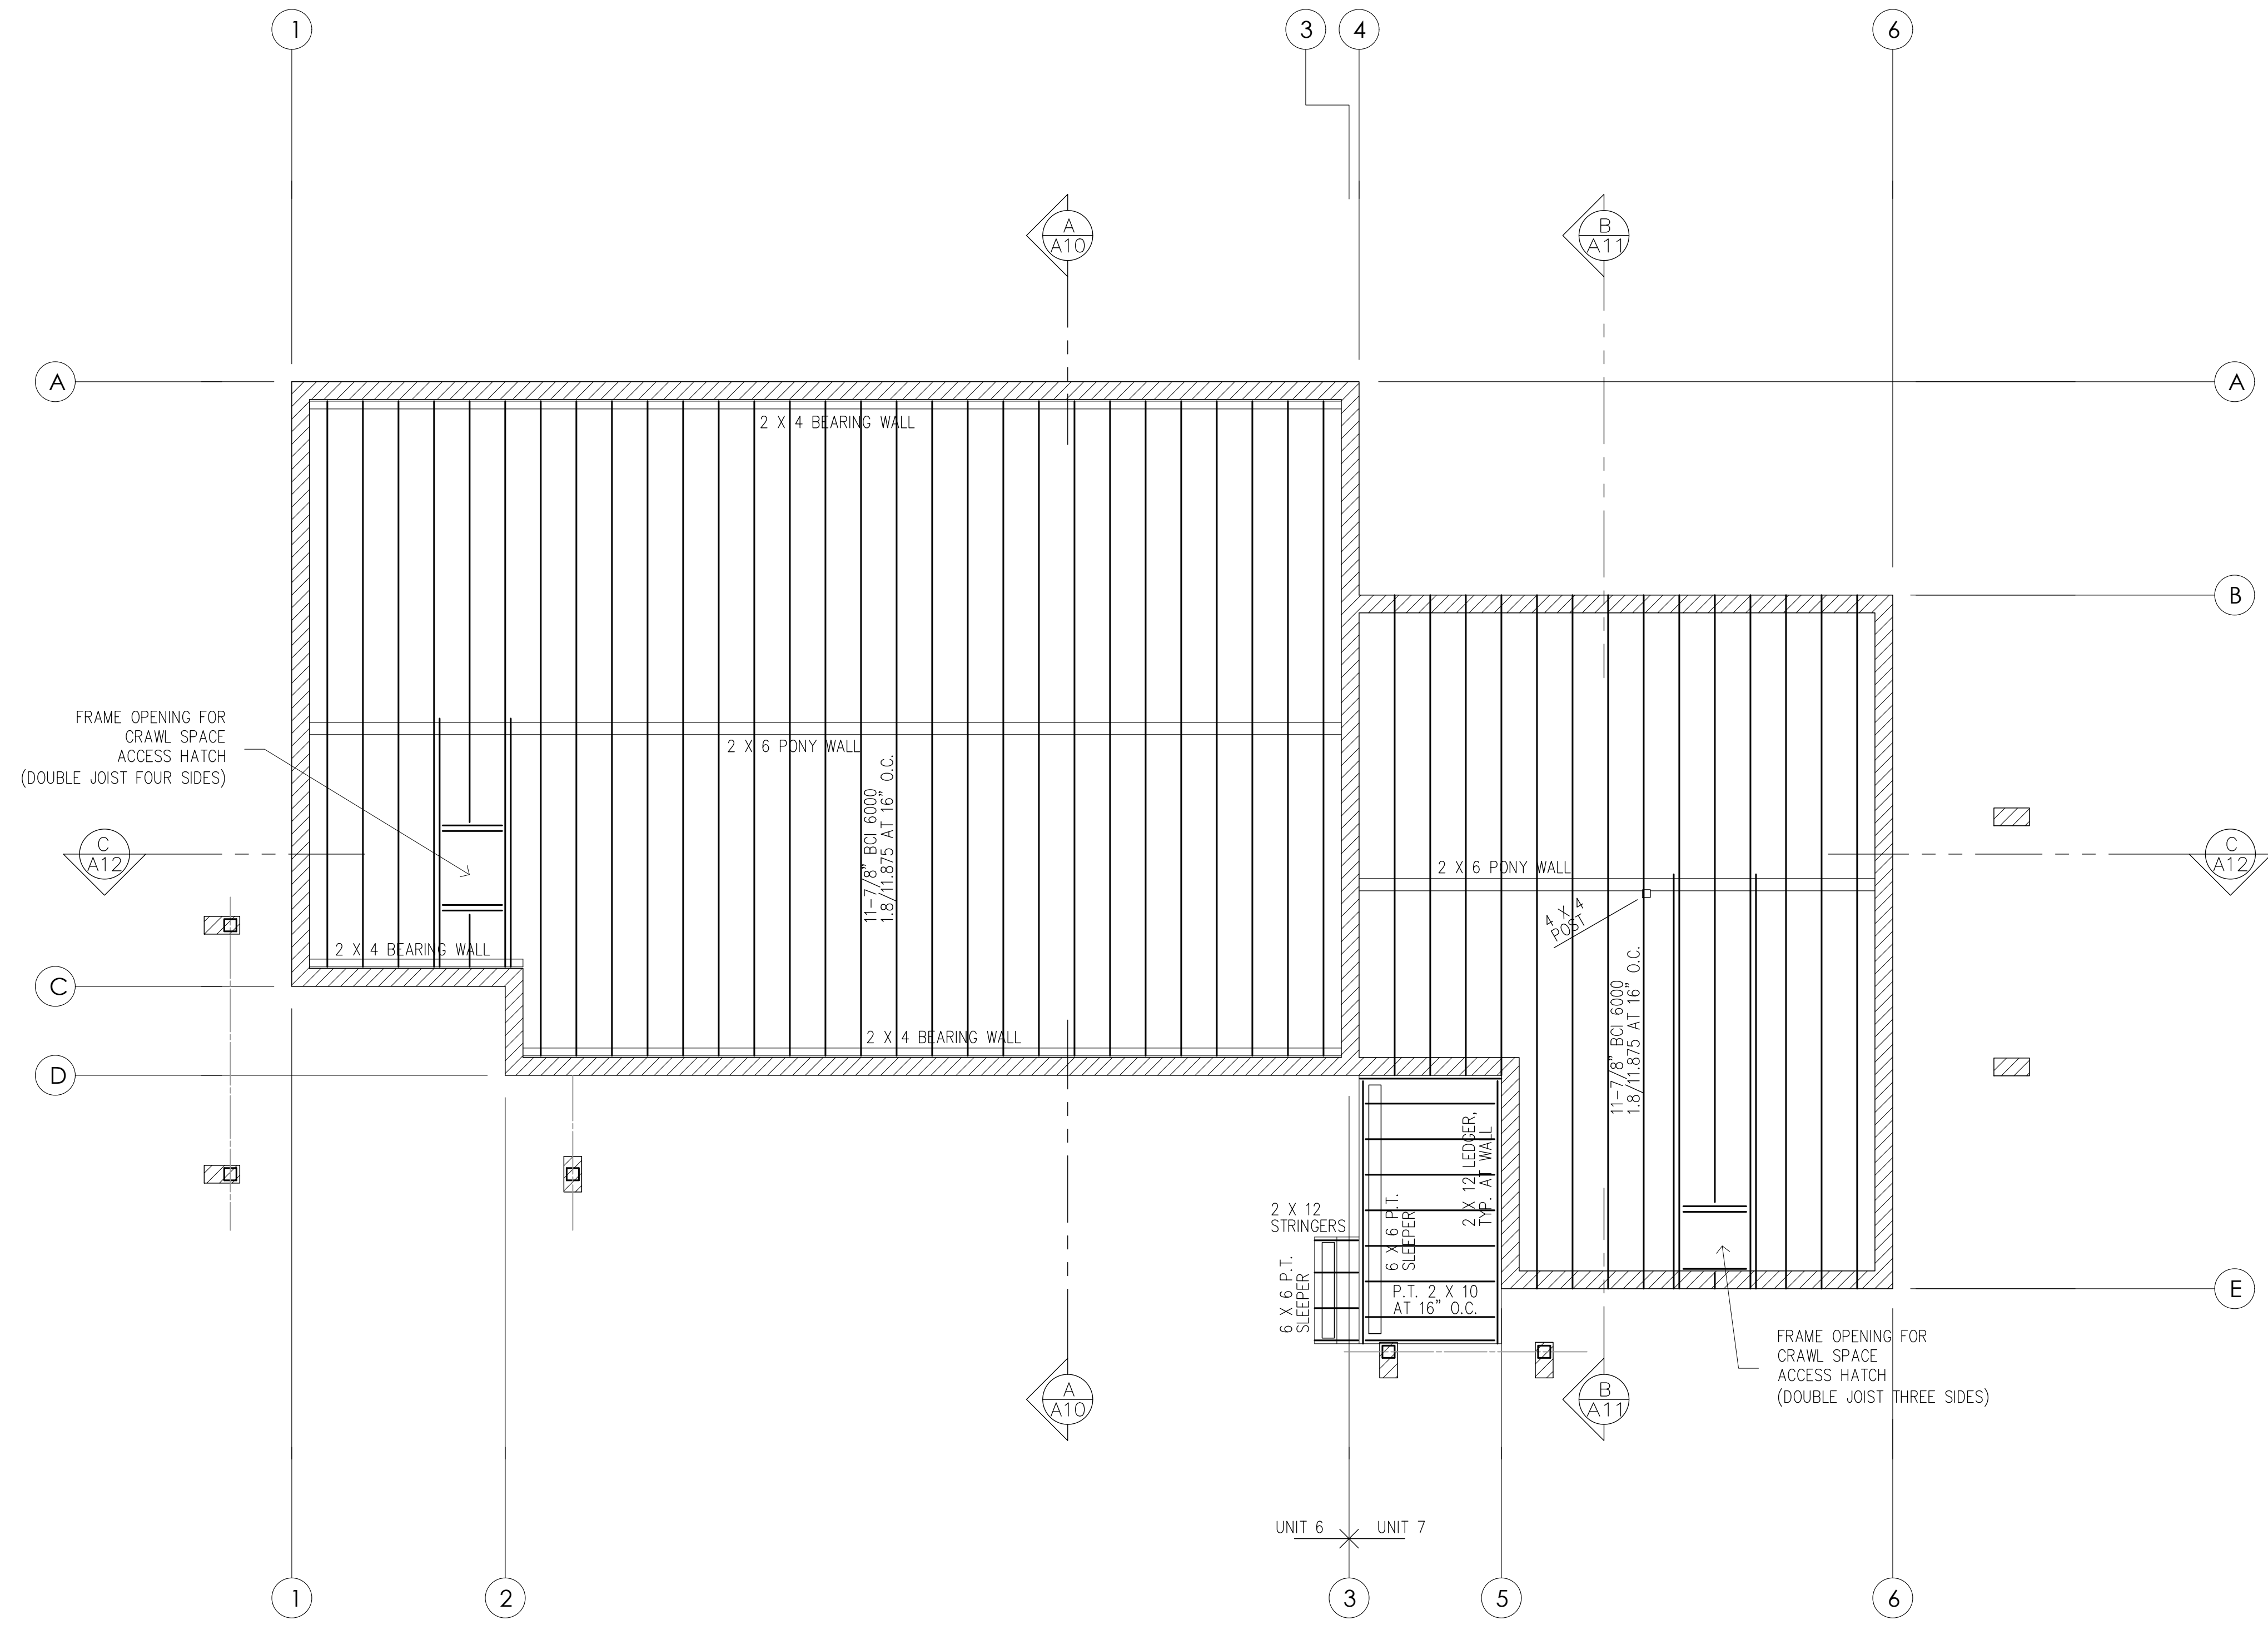 1
3
4
6
A
A10
B
A11
A
A
B
2 X 4 BEARING WALL
FRAME OPENING FOR
CRAWL SPACE
ACCESS HATCH
(DOUBLE JOIST FOUR SIDES)
2 X 6 PONY WALL
11-7/8" BCI 6000
1.8/11.875 AT 16" O.C.
C
A12
C
A12
2 X 6 PONY WALL
4 X 4
POST
2 X 4 BEARING WALL
11-7/8" BCI 6000
1.8/11.875 AT 16" O.C.
C
2 X 4 BEARING WALL
D
2 X 12 LEDGER,
TYP. AT WALL
6 X 6 P.T.
SLEEPER
2 X 12
STRINGERS
6 X 6 P.T.
SLEEPER
P.T. 2 X 10
AT 16" O.C.
E
FRAME OPENING FOR
CRAWL SPACE
ACCESS HATCH
(DOUBLE JOIST THREE SIDES)
A
A10
B
A11
UNIT 6
UNIT 7
1
2
3
5
6